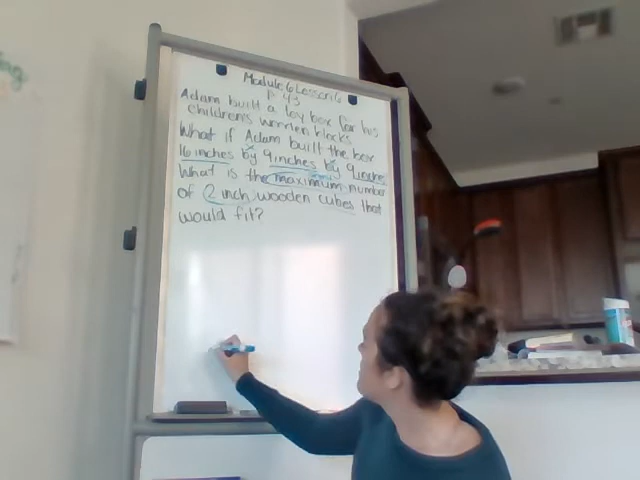 Module 6 Lesson 6
P. 43
Adam built a toy box for his
children's wooden blocks.
What if Adam built the box
16 inches by 9 inches by 9 inches
What is the maximum number
of 2 inch wooden cubes that
would fit?